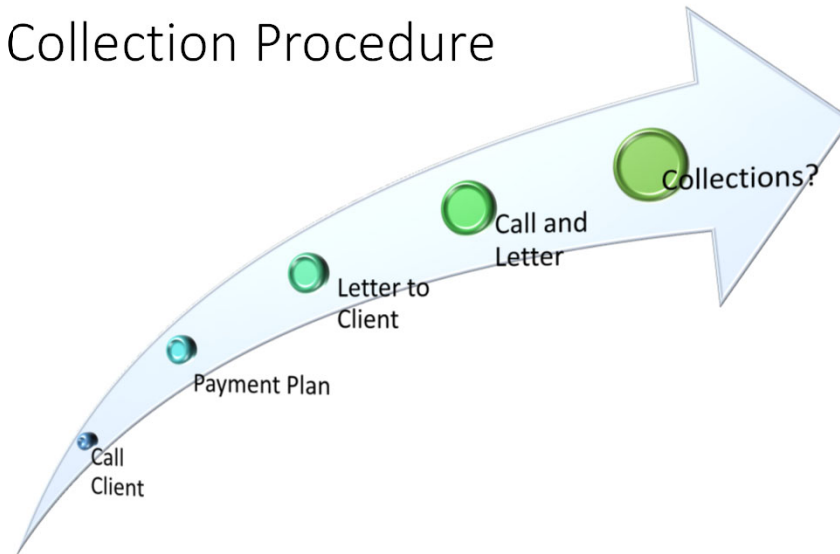 Collection Procedure
Call
Client
Payment Plan
Letter to
Client
Call and
Letter
Collections?